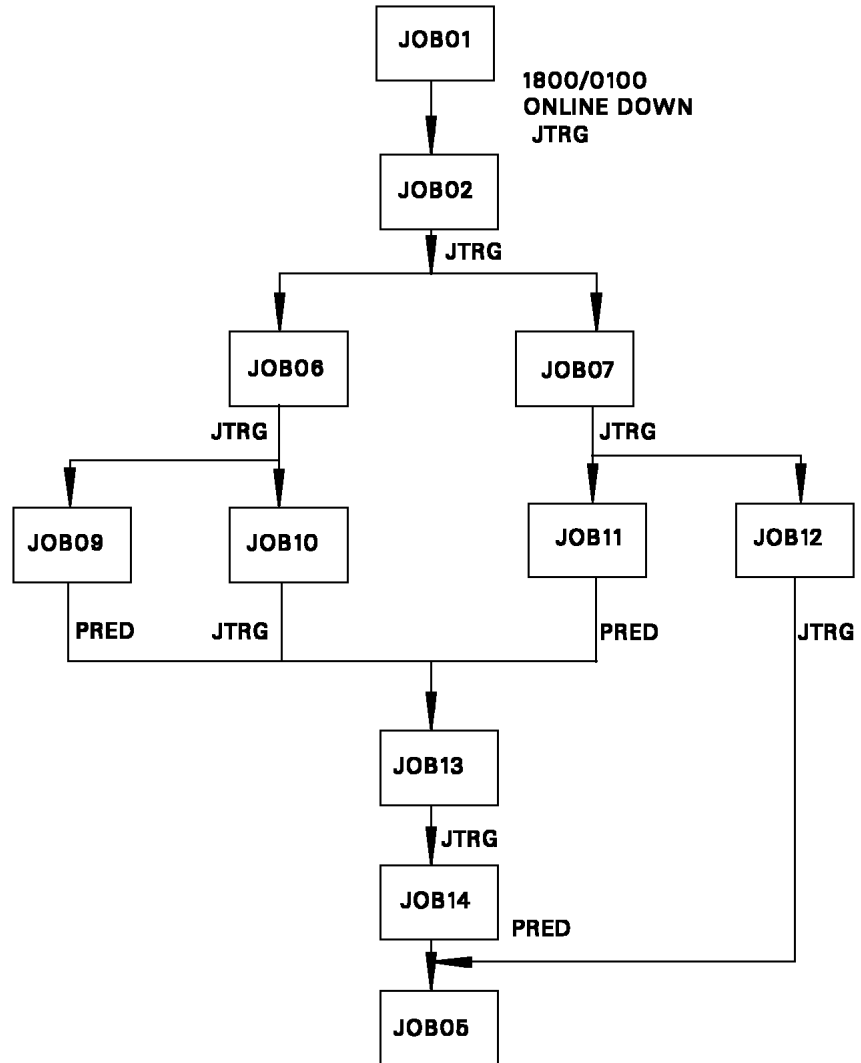 JOB01
1800/0100
ONLINE DOWN
JTRG
JOB02
JTRG
JOB06
JOB07
JTRG
JTRG
JOB09
JOB10
JOB11
JOB12
PRED
JTRG
PRED
JTRG
JOB13
JTRG
JOB14
PRED
JOB05